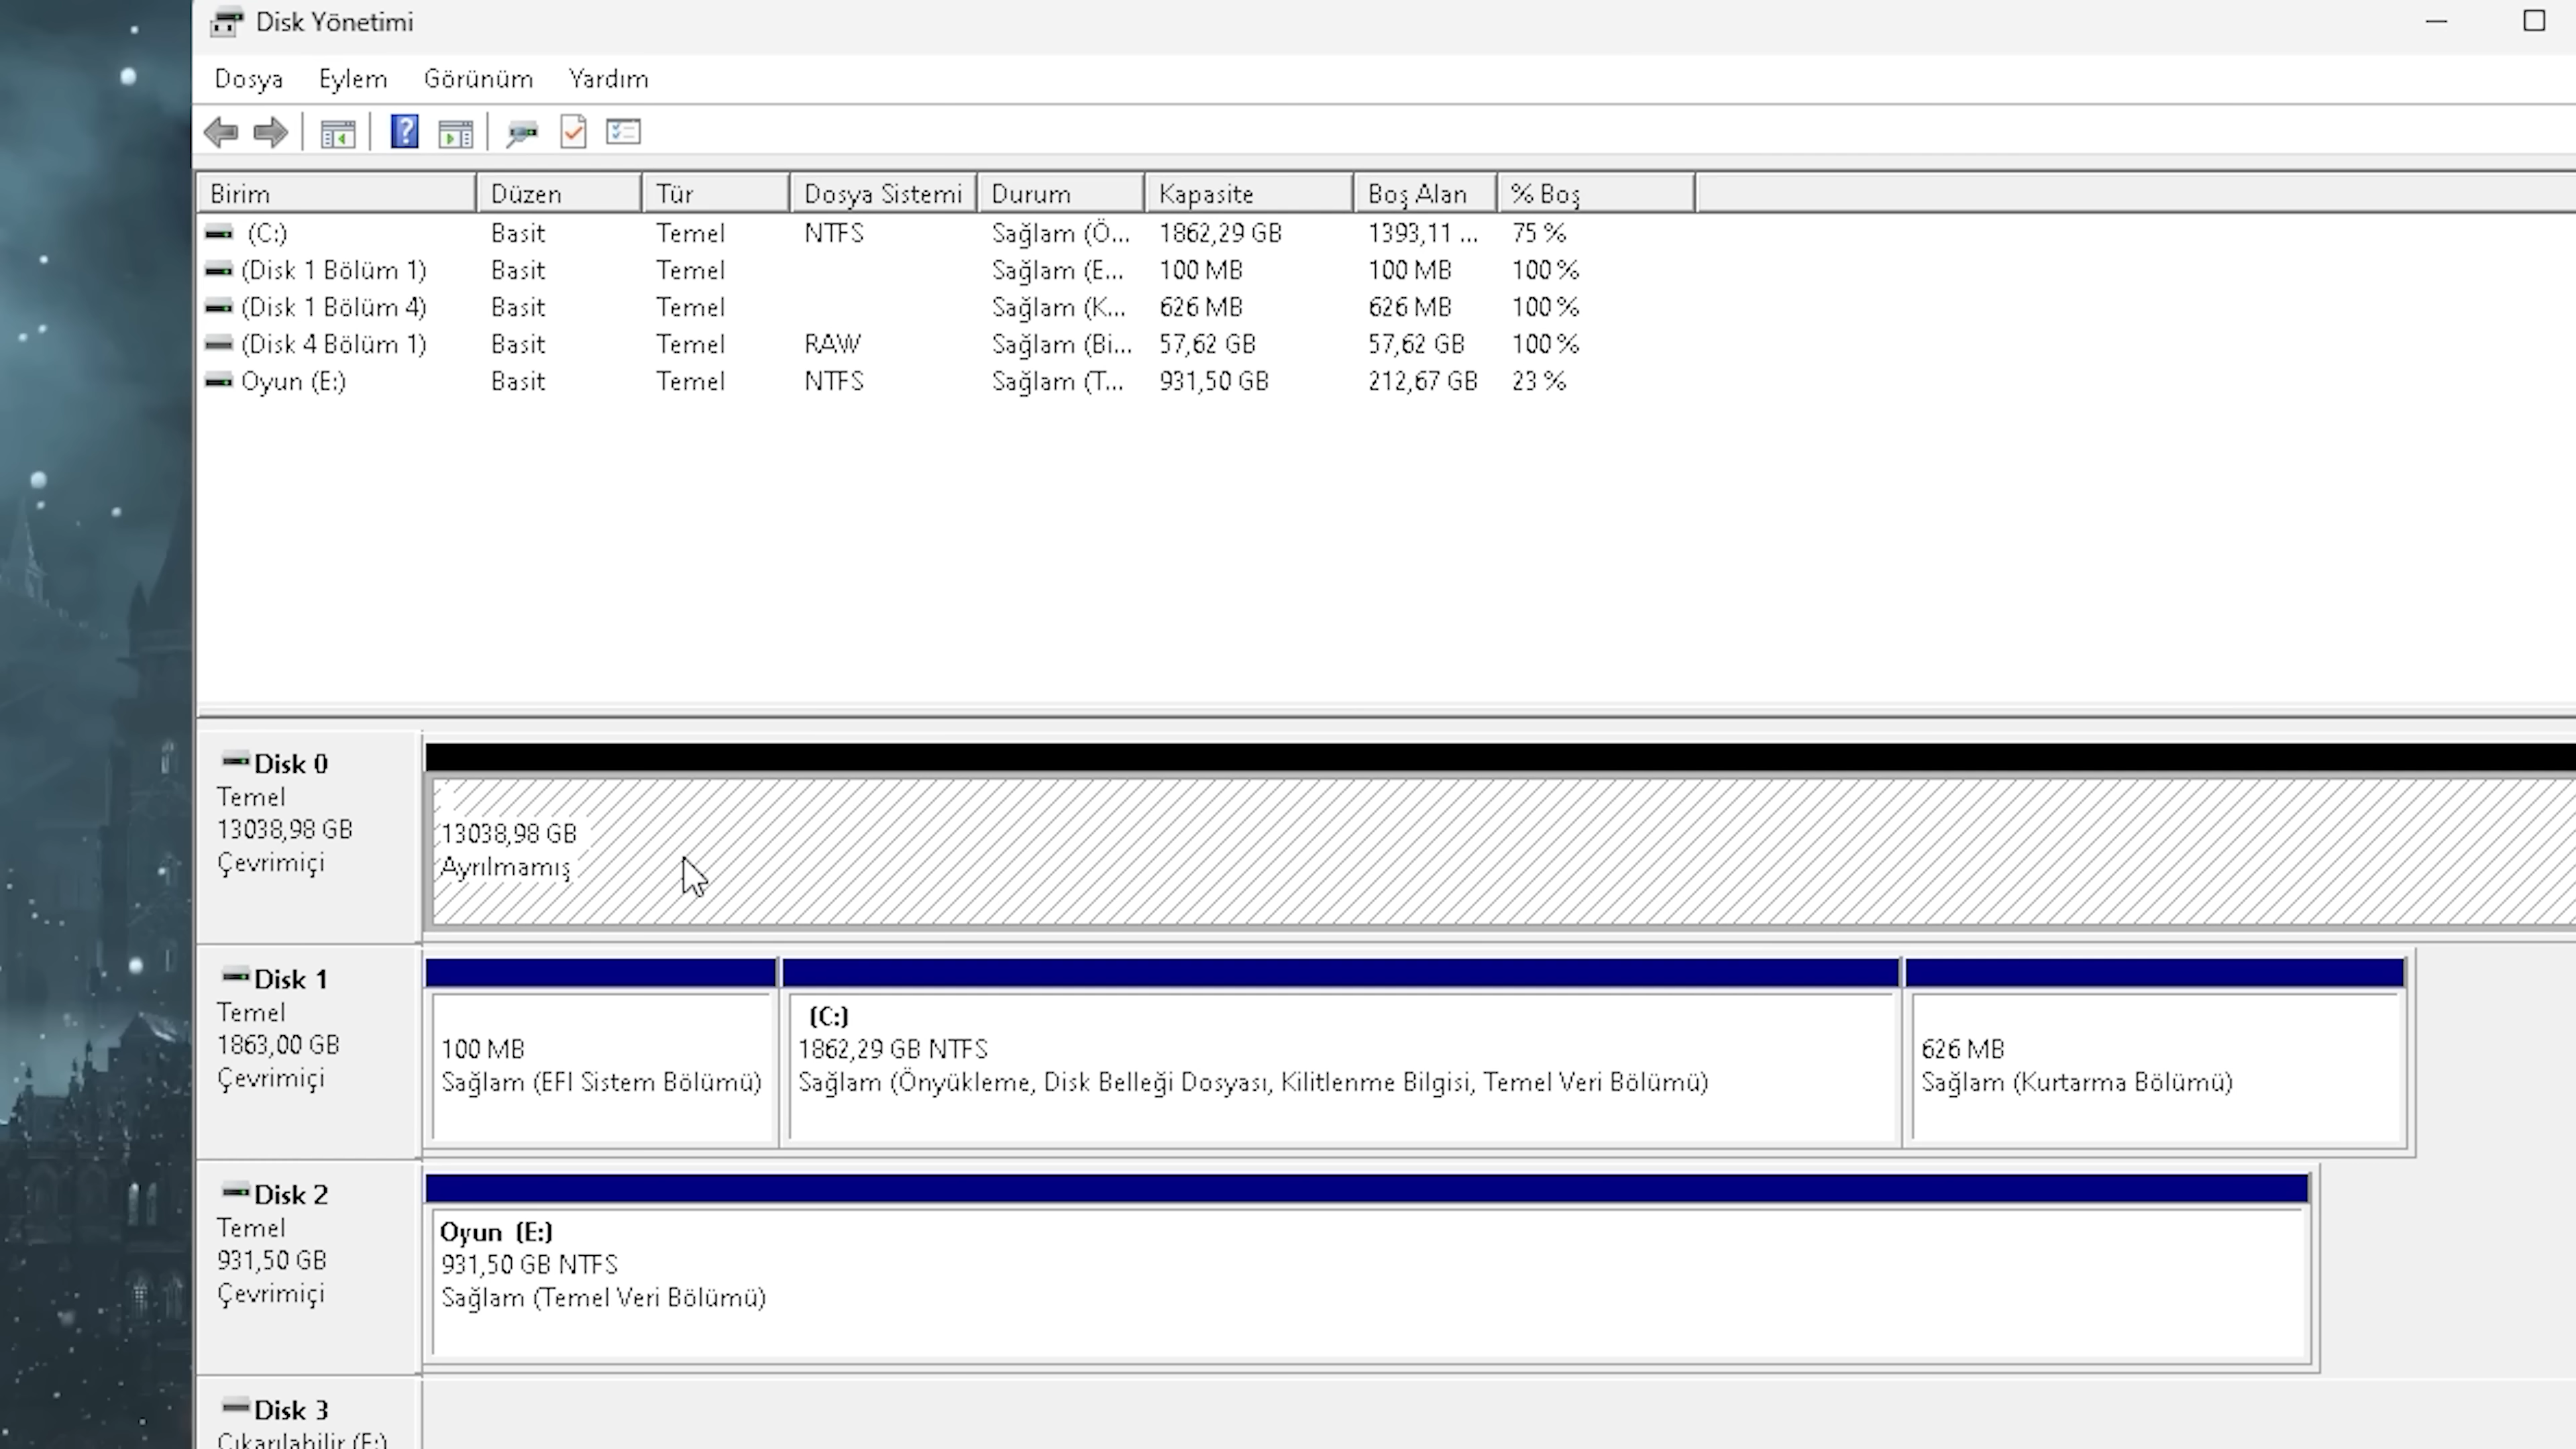 Disk Yönetimi
Dosya Eylem Görünüm Yardım
Birim Düzen Tür Dosya Sistemi Durum Kapasite Boş Alan % Boş
(C:) Basit Temel NTFS Sağlam (Ö... 1862,29 GB 1393,11 ... 75 %
(Disk 1 Bölüm 1) Basit Temel Sağlam (E... 100 MB 100 MB 100 %
(Disk 1 Bölüm 4) Basit Temel Sağlam (K... 626 MB 626 MB 100 %
(Disk 4 Bölüm 1) Basit Temel RAW Sağlam (Bi... 57,62 GB 57,62 GB 100 %
Oyun (E:) Basit Temel NTFS Sağlam (T... 931,50 GB 212,67 GB 23 %
Disk 0
Temel
13038,98 GB
Çevrimiçi
13038,98 GB
Ayrılmamış
Disk 1
Temel
1863,00 GB
Çevrimiçi
100 MB
Sağlam (EFI Sistem Bölümü)
(C:)
1862,29 GB NTFS
Sağlam (Önyükleme, Disk Belleği Dosyası, Kilitlenme Bilgisi, Temel Veri Bölümü)
626 MB
Sağlam (Kurtarma Bölümü)
Disk 2
Temel
931,50 GB
Çevrimiçi
Oyun (E:)
931,50 GB NTFS
Sağlam (Temel Veri Bölümü)
Disk 3
Çıkarılabilir (F:)